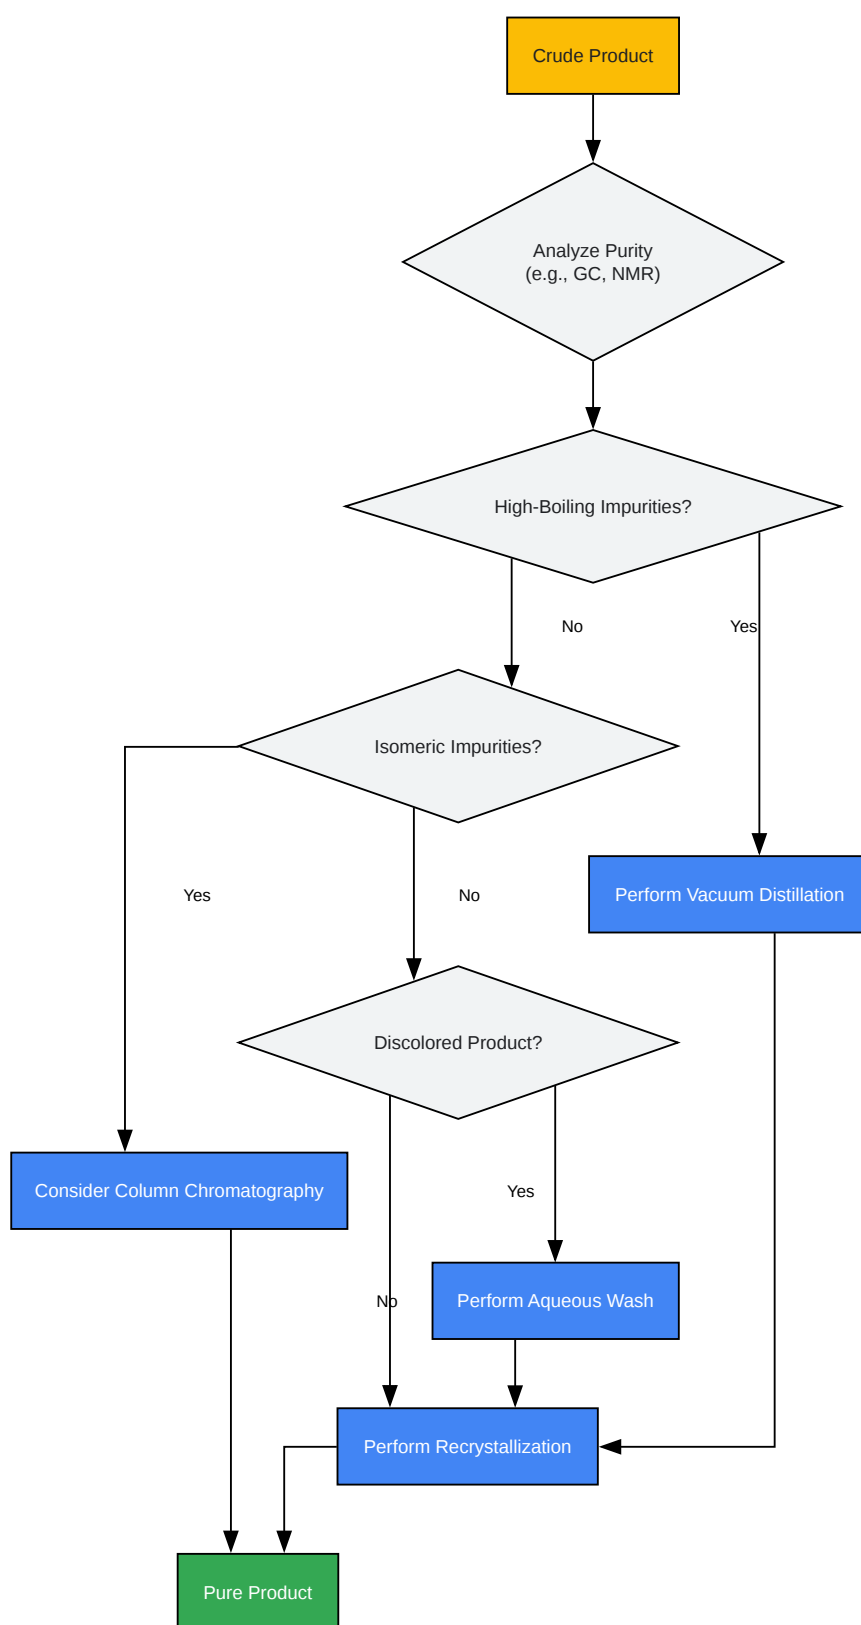 Crude Product
Analyze Purity
(e.g., GC, NMR)
High-Boiling Impurities?
No
Yes
Isomeric Impurities?
Yes
No
Perform Vacuum Distillation
Discolored Product?
Consider Column Chromatography
Yes
No
Perform Aqueous Wash
Perform Recrystallization
Pure Product